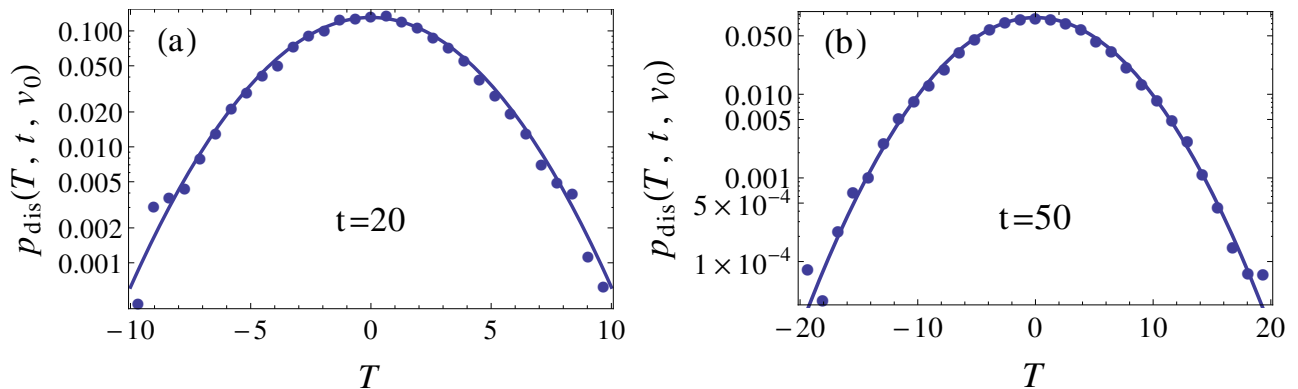 (a)
p_dis(T, t, v_0)
0.100
0.050
0.020
0.010
0.005
0.002
0.001
t=20
−10 −5 0 5 10
T
(b)
p_dis(T, t, v_0)
0.050
0.010
0.005
0.001
5×10⁻⁴
1×10⁻⁴
t=50
−20 −10 0 10 20
T